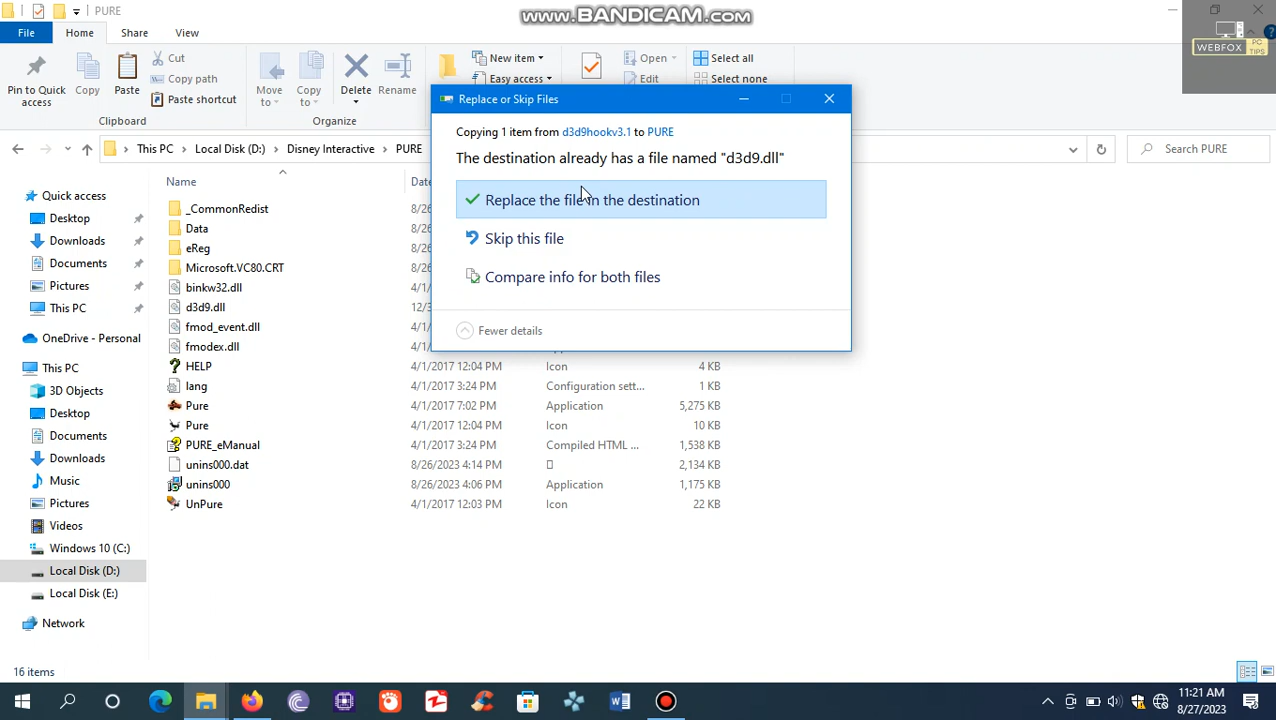 PURE
www.BANDICAM.com
WEBFOX PC TIPS
File Home Share View
Pin to Quick access
Copy
Paste
Cut
Copy path
Paste shortcut
Clipboard
Move to
Copy to
Delete
Rename
Organize
New item
Easy access
Open
Edit
Select all
Select none
This PC Local Disk (D:) Disney Interactive PURE
Search PURE
Replace or Skip Files
Copying 1 item from d3d9hookv3.1 to PURE
The destination already has a file named "d3d9.dll"
Replace the file in the destination
Skip this file
Compare info for both files
Fewer details
Quick access
Desktop
Downloads
Documents
Pictures
This PC
OneDrive - Personal
This PC
3D Objects
Desktop
Documents
Downloads
Music
Pictures
Videos
Windows 10 (C:)
Local Disk (D:)
Local Disk (E:)
Network
Name
_CommonRedist 8/26
Data 8/26
eReg 8/26
Microsoft.VC80.CRT 8/26
binkw32.dll 4/1/
d3d9.dll 12/3
fmod_event.dll 4/1/
fmodex.dll 4/1/
HELP 4/1/2017 12:04 PM Icon 4 KB
lang 4/1/2017 3:24 PM Configuration sett... 1 KB
Pure 4/1/2017 7:02 PM Application 5,275 KB
Pure 4/1/2017 12:04 PM Icon 10 KB
PURE_eManual 4/1/2017 3:24 PM Compiled HTML ... 1,538 KB
unins000.dat 8/26/2023 4:14 PM 2,134 KB
unins000 8/26/2023 4:06 PM Application 1,175 KB
UnPure 4/1/2017 12:03 PM Icon 22 KB
16 items
11:21 AM
8/27/2023